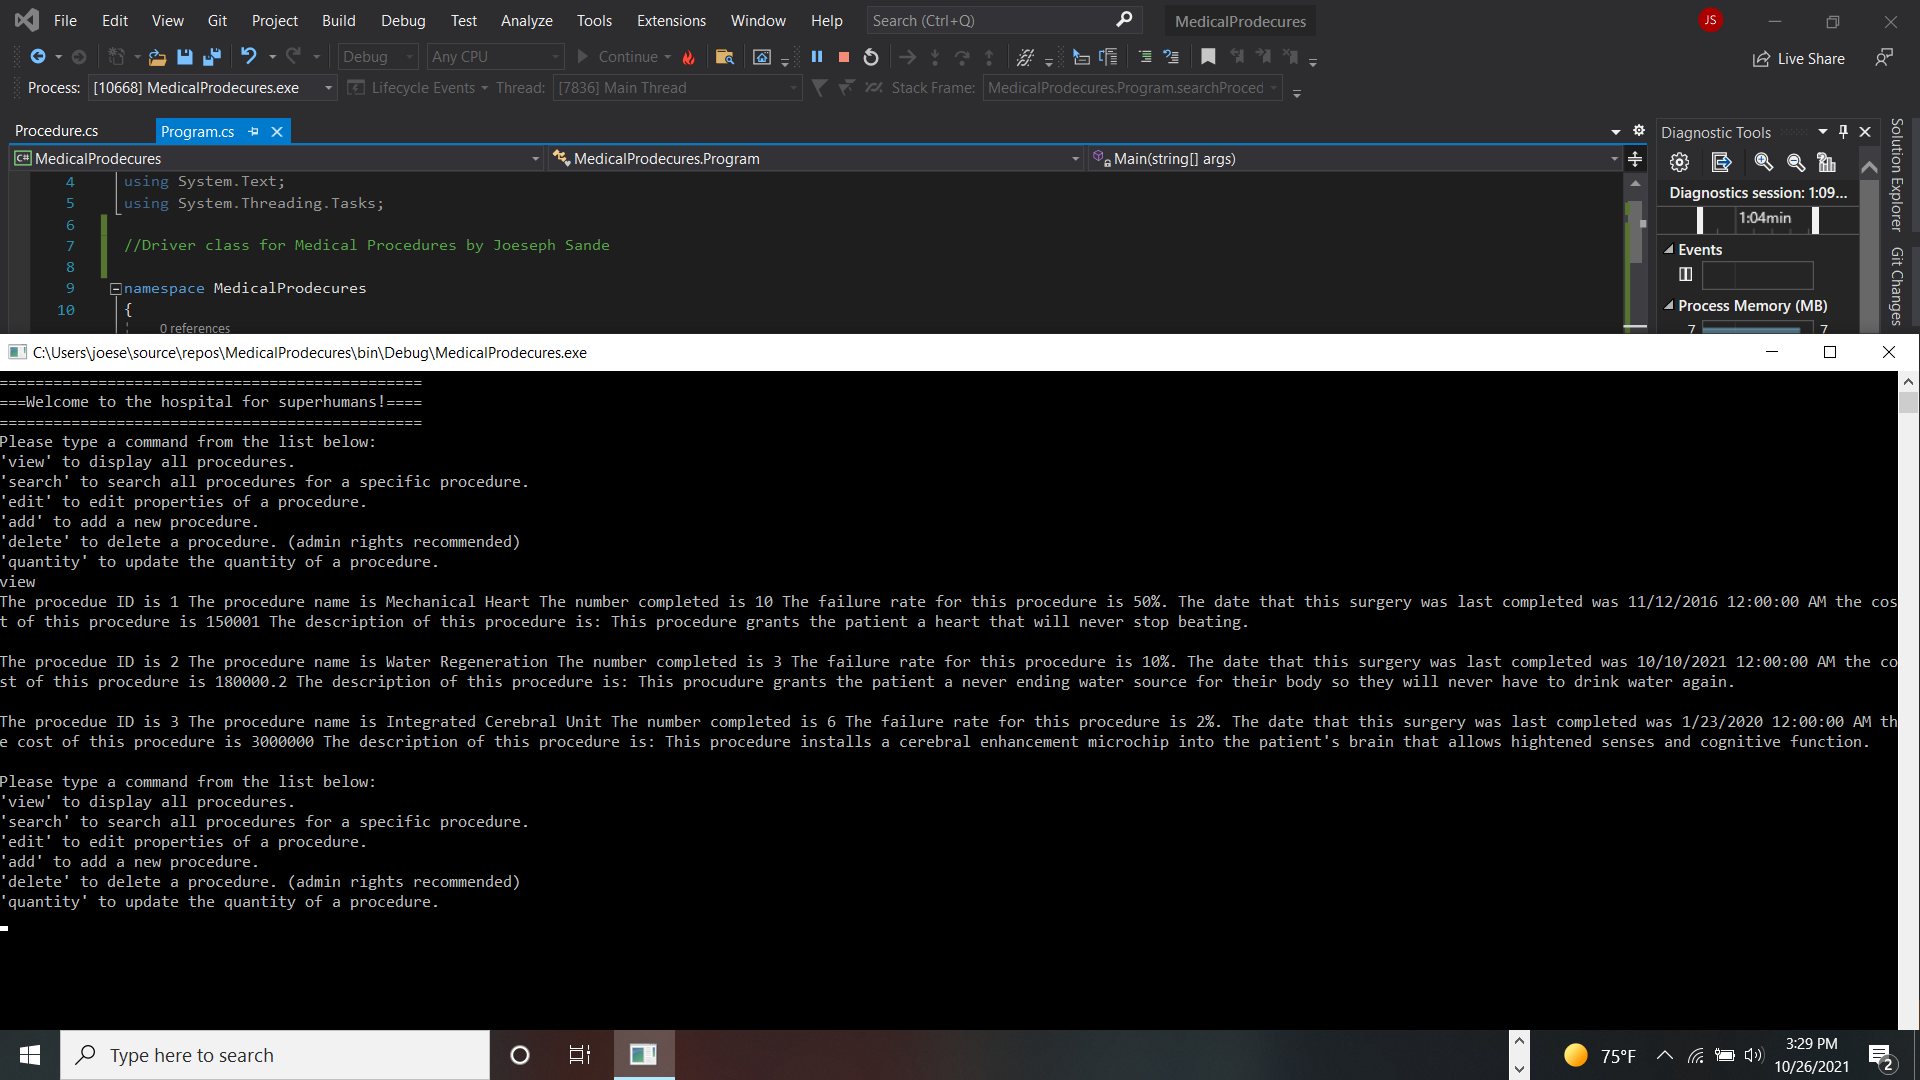 File Edit View Git Project Build Debug Test Analyze Tools Extensions Window Help Search (Ctrl+Q) MedicalProdecures JS
Debug Any CPU Continue Live Share
Process: [10668] MedicalProdecures.exe Lifecycle Events Theread: [7836] Main Thread Stack Frame: MedicalProdecures.Program.searchProced
Procedure.cs Program.cs Diagnostic Tools
C# MedicalProdecures MedicalProdecures.Program Main(string[] args)
4 using System.Text;
5 using System.Threading.Tasks;
6
7 //Driver class for Medical Procedures by Joeseph Sande
8
9 namespace MedicalProdecures
10 {
0 references
Diagnostics session: 1:09...
1:04min
Events
Process Memory (MB)
7 7
Solution Explorer
Git Changes
C:\Users\joese\source\repos\MedicalProdecures\bin\Debug\MedicalProdecures.exe
===============================================
===Welcome to the hospital for superhumans!====
===============================================
Please type a command from the list below:
'view' to display all procedures.
'search' to search all procedures for a specific procedure.
'edit' to edit properties of a procedure.
'add' to add a new procedure.
'delete' to delete a procedure. (admin rights recommended)
'quantity' to update the quantity of a procedure.
view
The procedue ID is 1 The procedure name is Mechanical Heart The number completed is 10 The failure rate for this procedure is 50%. The date that this surgery was last completed was 11/12/2016 12:00:00 AM the cos
t of this procedure is 150001 The description of this procedure is: This procedure grants the patient a heart that will never stop beating.
The procedue ID is 2 The procedure name is Water Regeneration The number completed is 3 The failure rate for this procedure is 10%. The date that this surgery was last completed was 10/10/2021 12:00:00 AM the co
st of this procedure is 180000.2 The description of this procedure is: This procudure grants the patient a never ending water source for their body so they will never have to drink water again.
The procedue ID is 3 The procedure name is Integrated Cerebral Unit The number completed is 6 The failure rate for this procedure is 2%. The date that this surgery was last completed was 1/23/2020 12:00:00 AM th
e cost of this procedure is 3000000 The description of this procedure is: This procedure installs a cerebral enhancement microchip into the patient's brain that allows hightened senses and cognitive function.
Please type a command from the list below:
'view' to display all procedures.
'search' to search all procedures for a specific procedure.
'edit' to edit properties of a procedure.
'add' to add a new procedure.
'delete' to delete a procedure. (admin rights recommended)
'quantity' to update the quantity of a procedure.
Type here to search
75°F
3:29 PM
10/26/2021
2